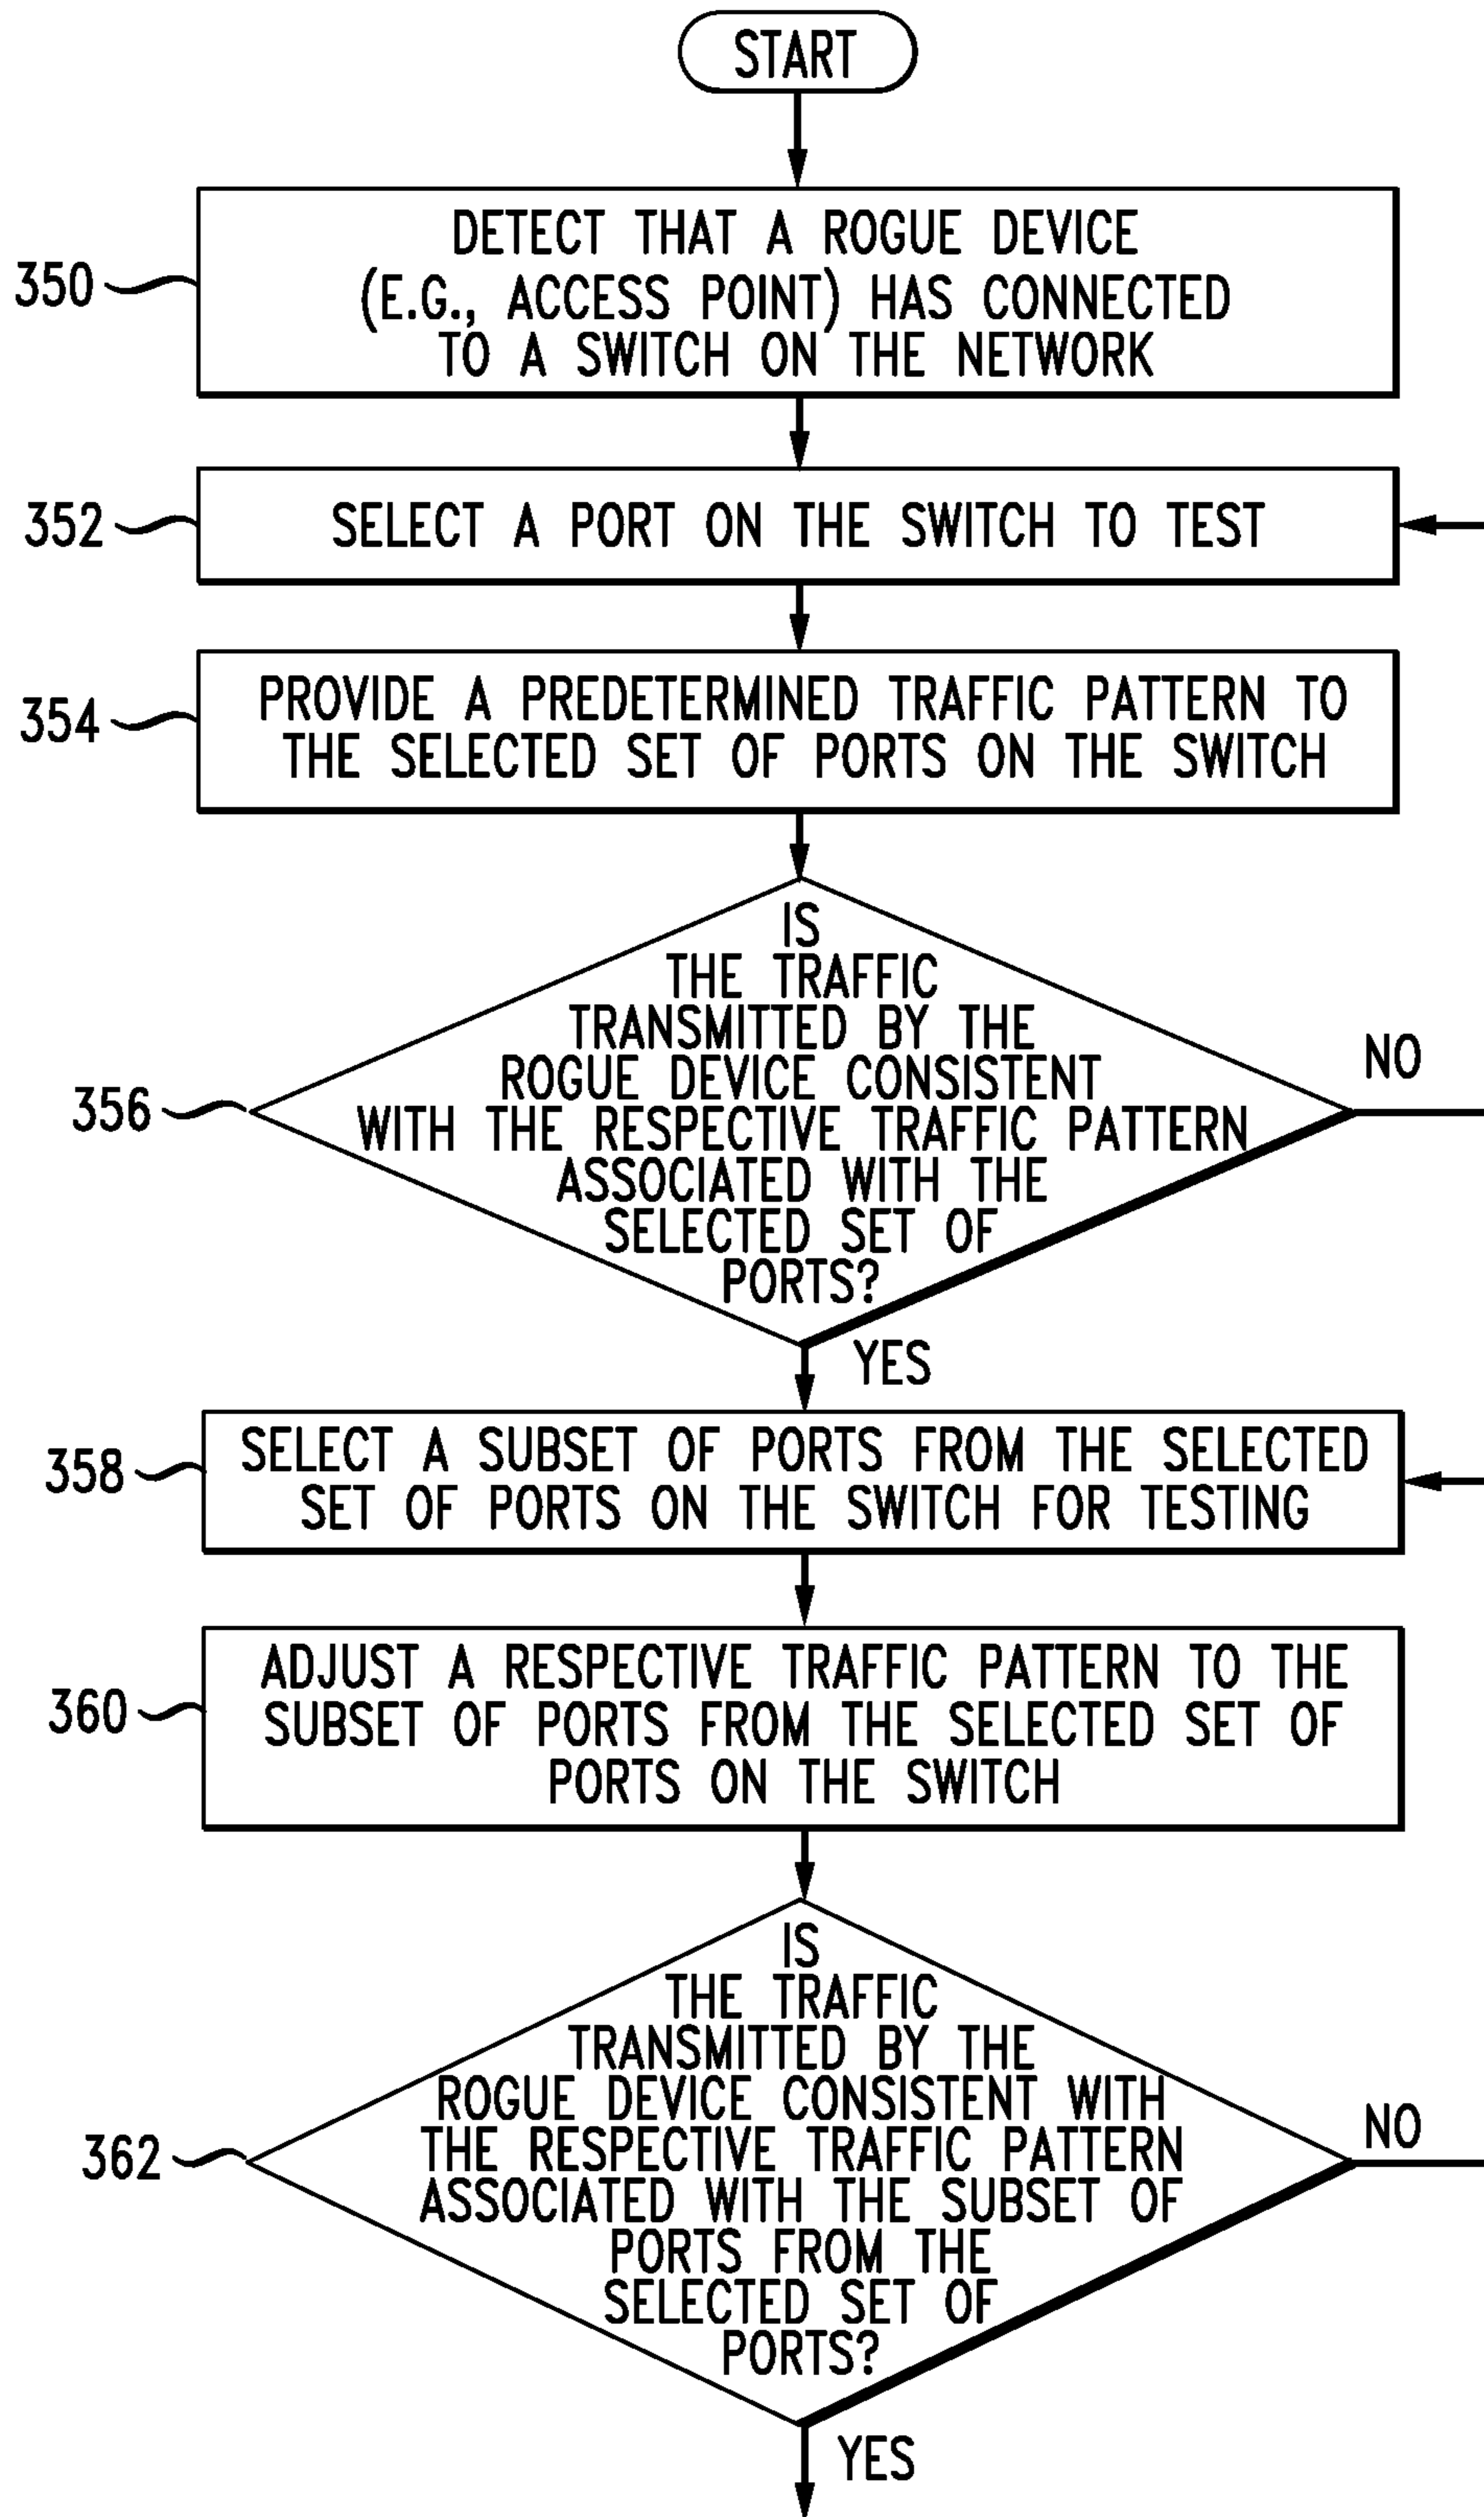 START
350
DETECT THAT A ROGUE DEVICE
(E.G., ACCESS POINT) HAS CONNECTED
TO A SWITCH ON THE NETWORK
352
SELECT A PORT ON THE SWITCH TO TEST
354
PROVIDE A PREDETERMINED TRAFFIC PATTERN TO
THE SELECTED SET OF PORTS ON THE SWITCH
356
IS
THE TRAFFIC
TRANSMITTED BY THE
ROGUE DEVICE CONSISTENT
WITH THE RESPECTIVE TRAFFIC PATTERN
ASSOCIATED WITH THE
SELECTED SET OF
PORTS?
NO
YES
358
SELECT A SUBSET OF PORTS FROM THE SELECTED
SET OF PORTS ON THE SWITCH FOR TESTING
360
ADJUST A RESPECTIVE TRAFFIC PATTERN TO THE
SUBSET OF PORTS FROM THE SELECTED SET OF
PORTS ON THE SWITCH
362
IS
THE TRAFFIC
TRANSMITTED BY THE
ROGUE DEVICE CONSISTENT WITH
THE RESPECTIVE TRAFFIC PATTERN
ASSOCIATED WITH THE SUBSET OF
PORTS FROM THE
SELECTED SET OF
PORTS?
NO
YES